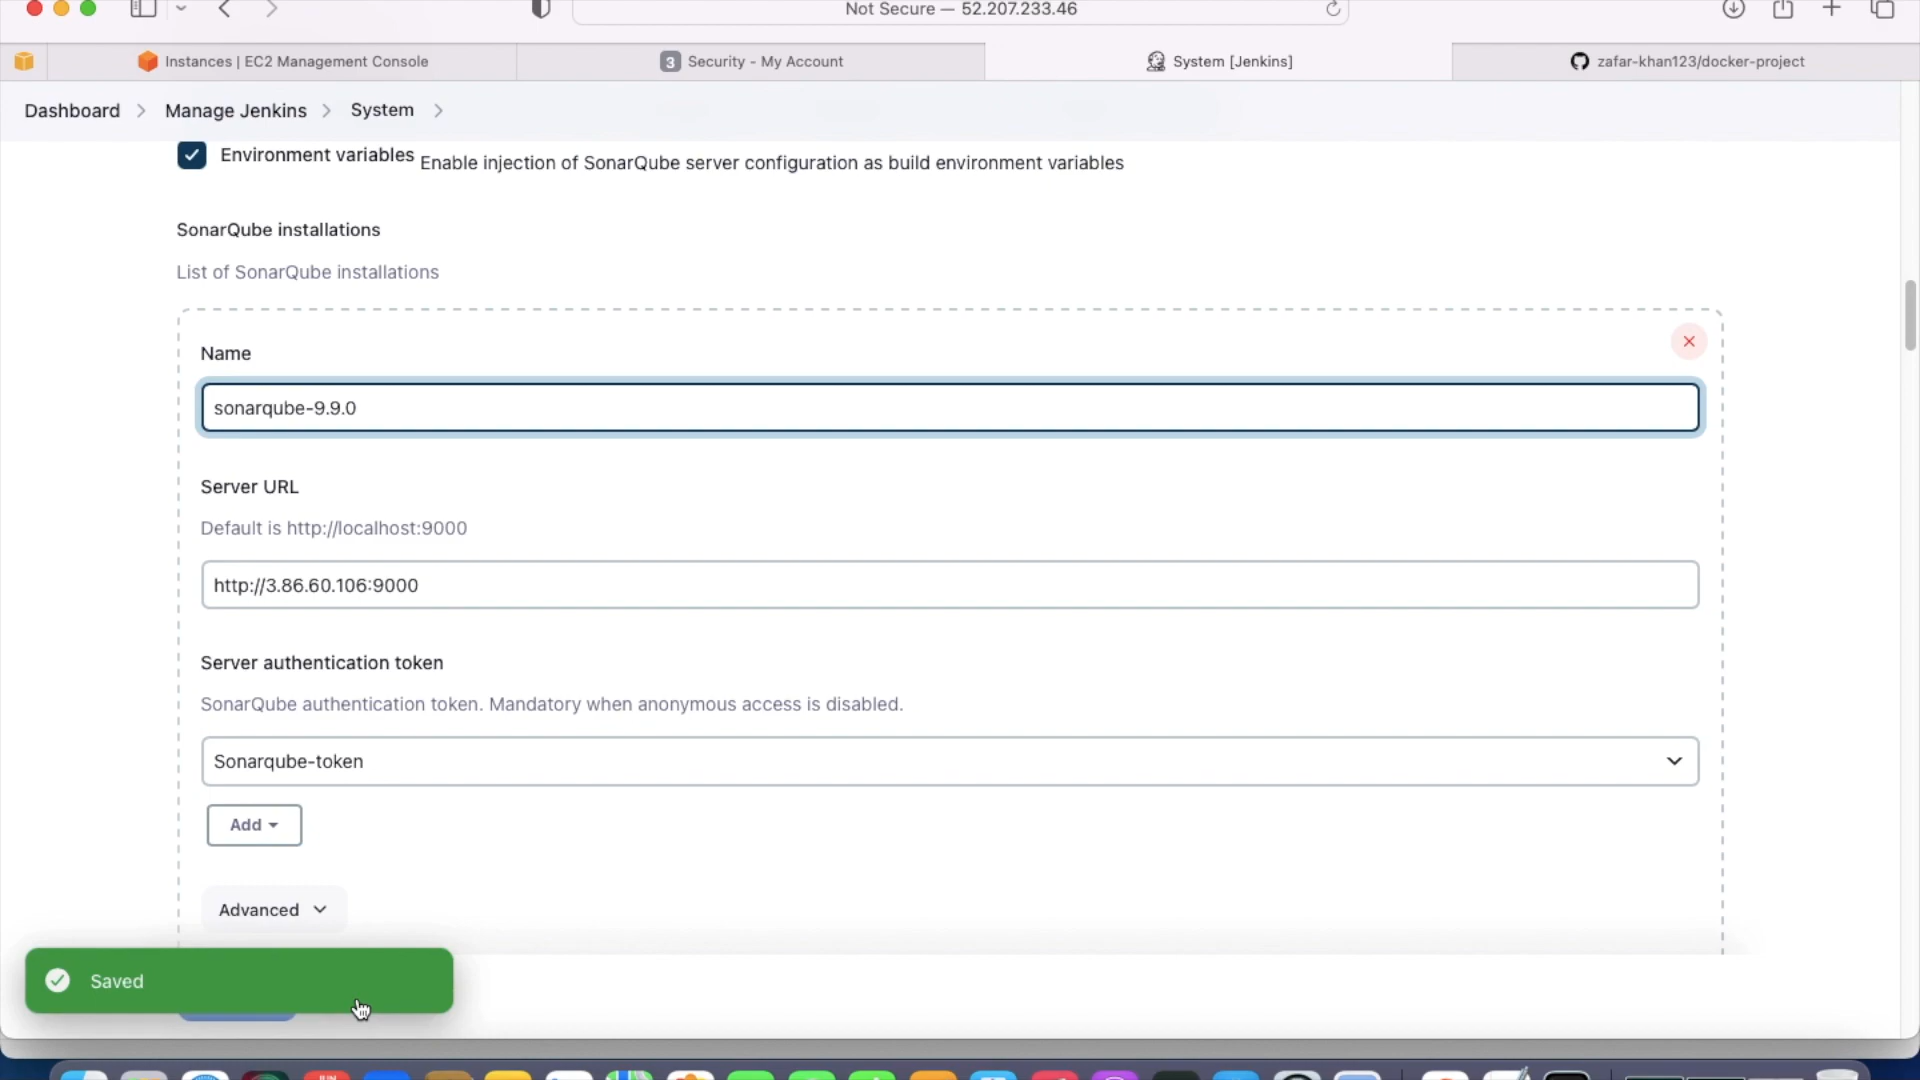 Not Secure — 52.207.233.46
Instances | EC2 Management Console
3 Security - My Account
System [Jenkins]
zafar-khan123/docker-project
Dashboard
Manage Jenkins
System
Environment variables
Enable injection of SonarQube server configuration as build environment variables
SonarQube installations
List of SonarQube installations
Name
sonarqube-9.9.0
Server URL
Default is http://localhost:9000
http://3.86.60.106:9000
Server authentication token
SonarQube authentication token. Mandatory when anonymous access is disabled.
Sonarqube-token
Add
Advanced
Saved
JUN